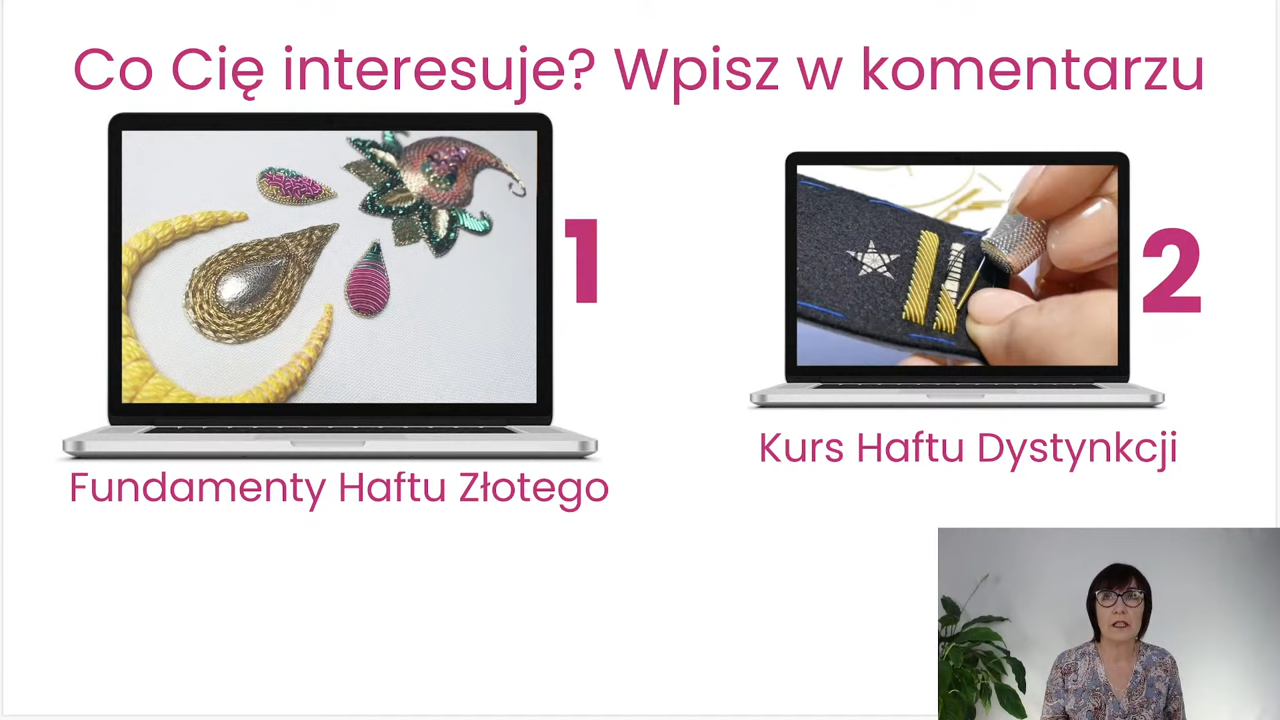 Co Cię interesuje? Wpisz w komentarzu
1
2
Kurs Haftu Dystynkcji
Fundamenty Haftu Złotego